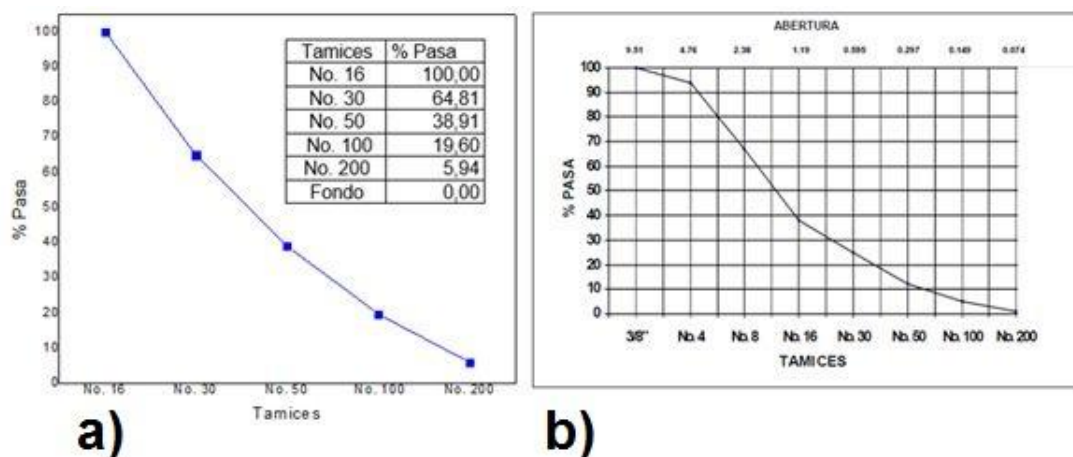 100
90
80
70
60
50
40
30
20
10
0
% Pasa
Tamices % Pasa
No. 16 100,00
No. 30 64,81
No. 50 38,91
No. 100 19,60
No. 200 5,94
Fondo 0,00
No. 16 No. 30 No. 50 No. 100 No. 200
Tamices
a)
ABERTURA
9.51 4.76 2.38 1.19 0.595 0.297 0.149 0.074
100
90
80
70
60
50
40
30
20
10
0
% PASA
3/8" No. 4 No. 8 No. 16 No. 30 No. 50 No. 100 No. 200
TAMICES
b)